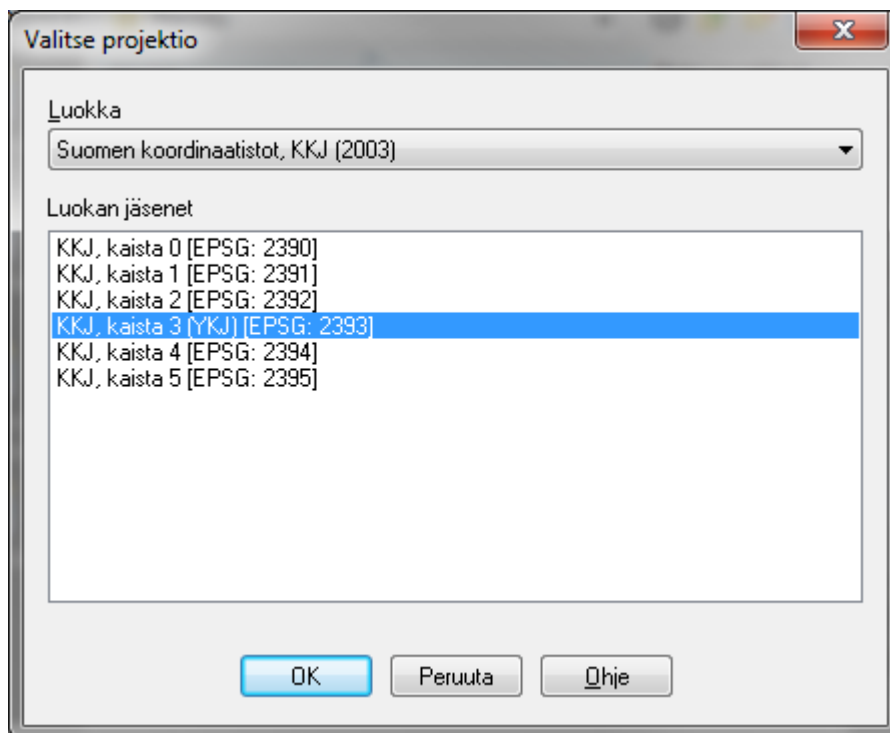 Valitse projektio
Luokka
Suomen koordinaatistot, KKJ (2003)
Luokan jäsenet
KKJ, kaista 0 [EPSG: 2390]
KKJ, kaista 1 [EPSG: 2391]
KKJ, kaista 2 [EPSG: 2392]
KKJ, kaista 3 (YKJ) [EPSG: 2393]
KKJ, kaista 4 [EPSG: 2394]
KKJ, kaista 5 [EPSG: 2395]
OK Peruuta Ohje